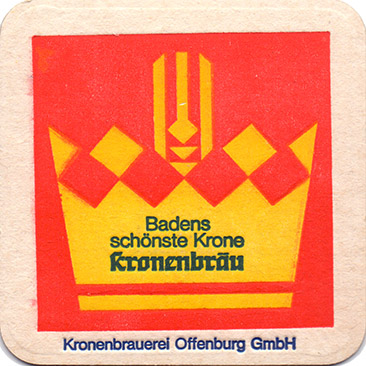 Badens
schönste Krone
Kronenbräu
Kronenbrauerei Offenburg GmbH